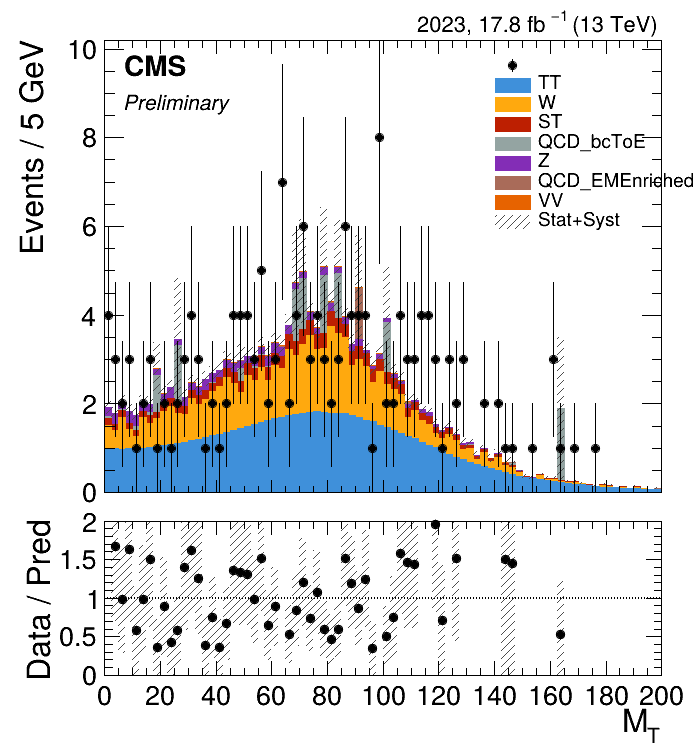 2023, 17.8 fb⁻¹ (13 TeV)
CMS
Preliminary
Events / 5 GeV
10
8
6
4
2
0
TT
W
ST
QCD_bcToE
Z
QCD_EMEnriched
VV
Stat+Syst
Data / Pred
2
1.5
1
0.5
0
0 20 40 60 80 100 120 140 160 180 200
M_T